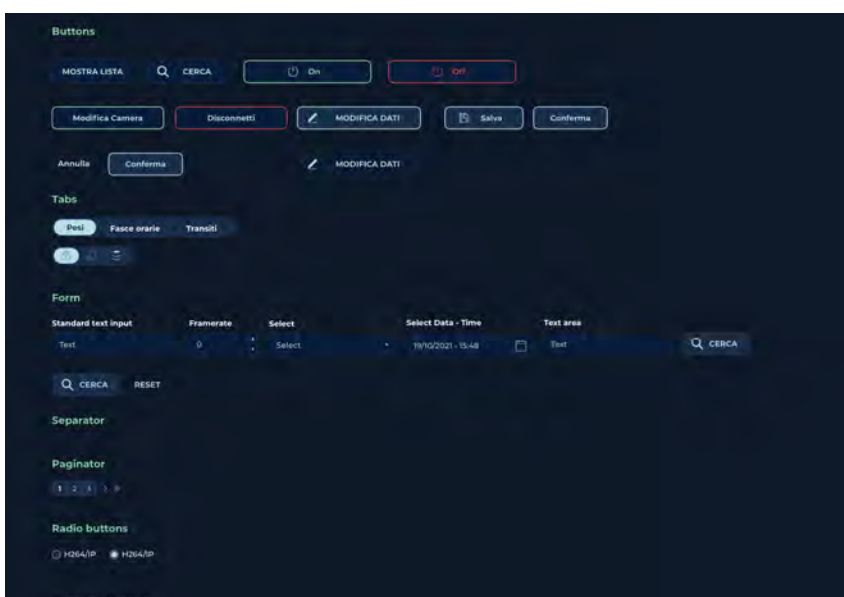 Buttons
MOSTRA LISTA CERCA On Off
Modifica Camera Disconnetti MODIFICA DATI Salva Conferma
Annulla Conferma MODIFICA DATI
Tabs
Pesi Fasce orarie Transiti
Form
Standard text input Framerate Select Select Data - Time Text area
Text 0 Select 19/10/2021 - 15:48 Text CERCA
CERCA RESET
Separator
Paginator
1 2 3
Radio buttons
H264/IP H264/IP